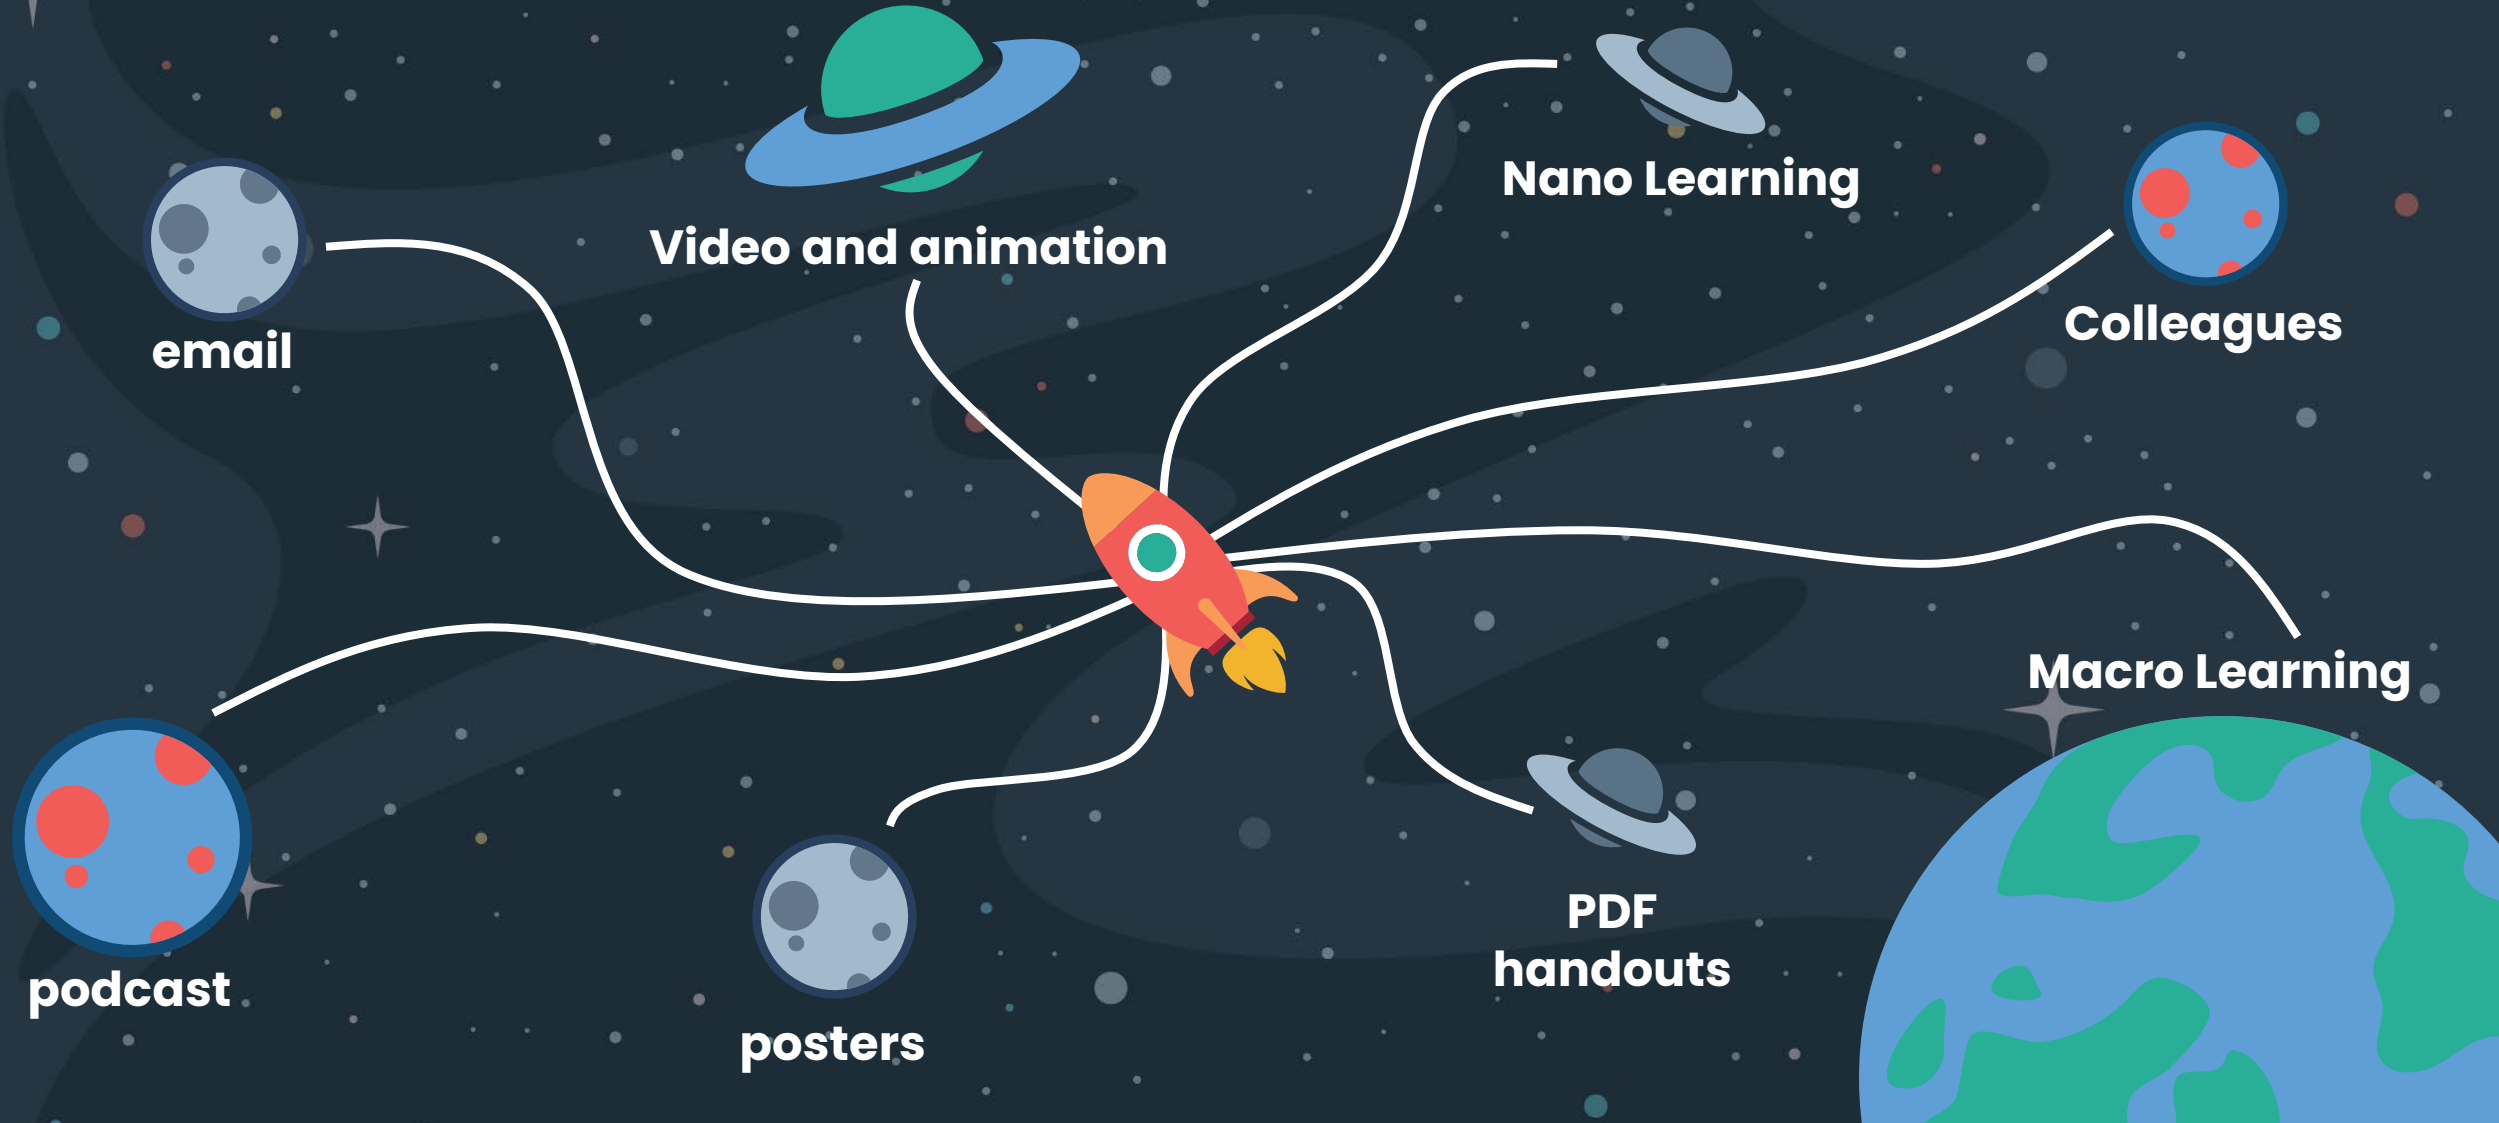 Nano Learning
Video and animation
Colleagues
email
Macro Learning
PDF
handouts
podcast
posters